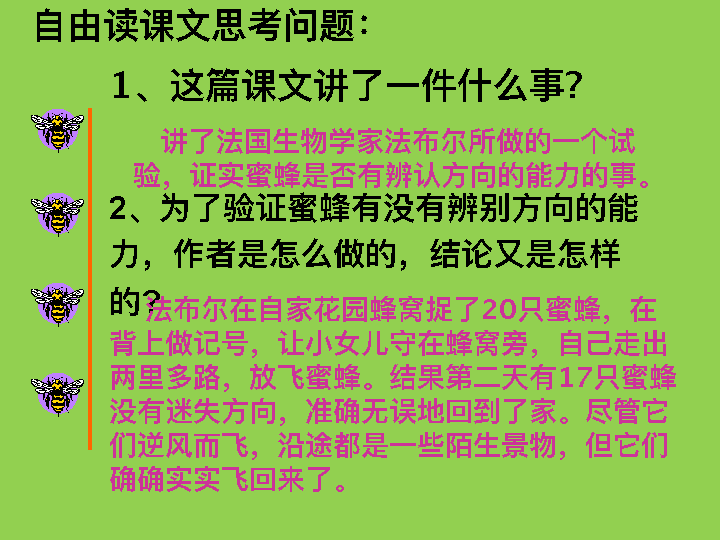 自由读课文思考问题：
1、这篇课文讲了一件什么事？
讲了法国生物学家法布尔所做的一个试
验，证实蜜蜂是否有辨认方向的能力的事。
2、为了验证蜜蜂有没有辨别方向的能
力，作者是怎么做的，结论又是怎样
的？
法布尔在自家花园蜂窝捉了20只蜜蜂，在
背上做记号，让小女儿守在蜂窝旁，自己走出
两里多路，放飞蜜蜂。结果第二天有17只蜜蜂
没有迷失方向，准确无误地回到了家。尽管它
们逆风而飞，沿途都是一些陌生景物，但它们
确确实实飞回来了。